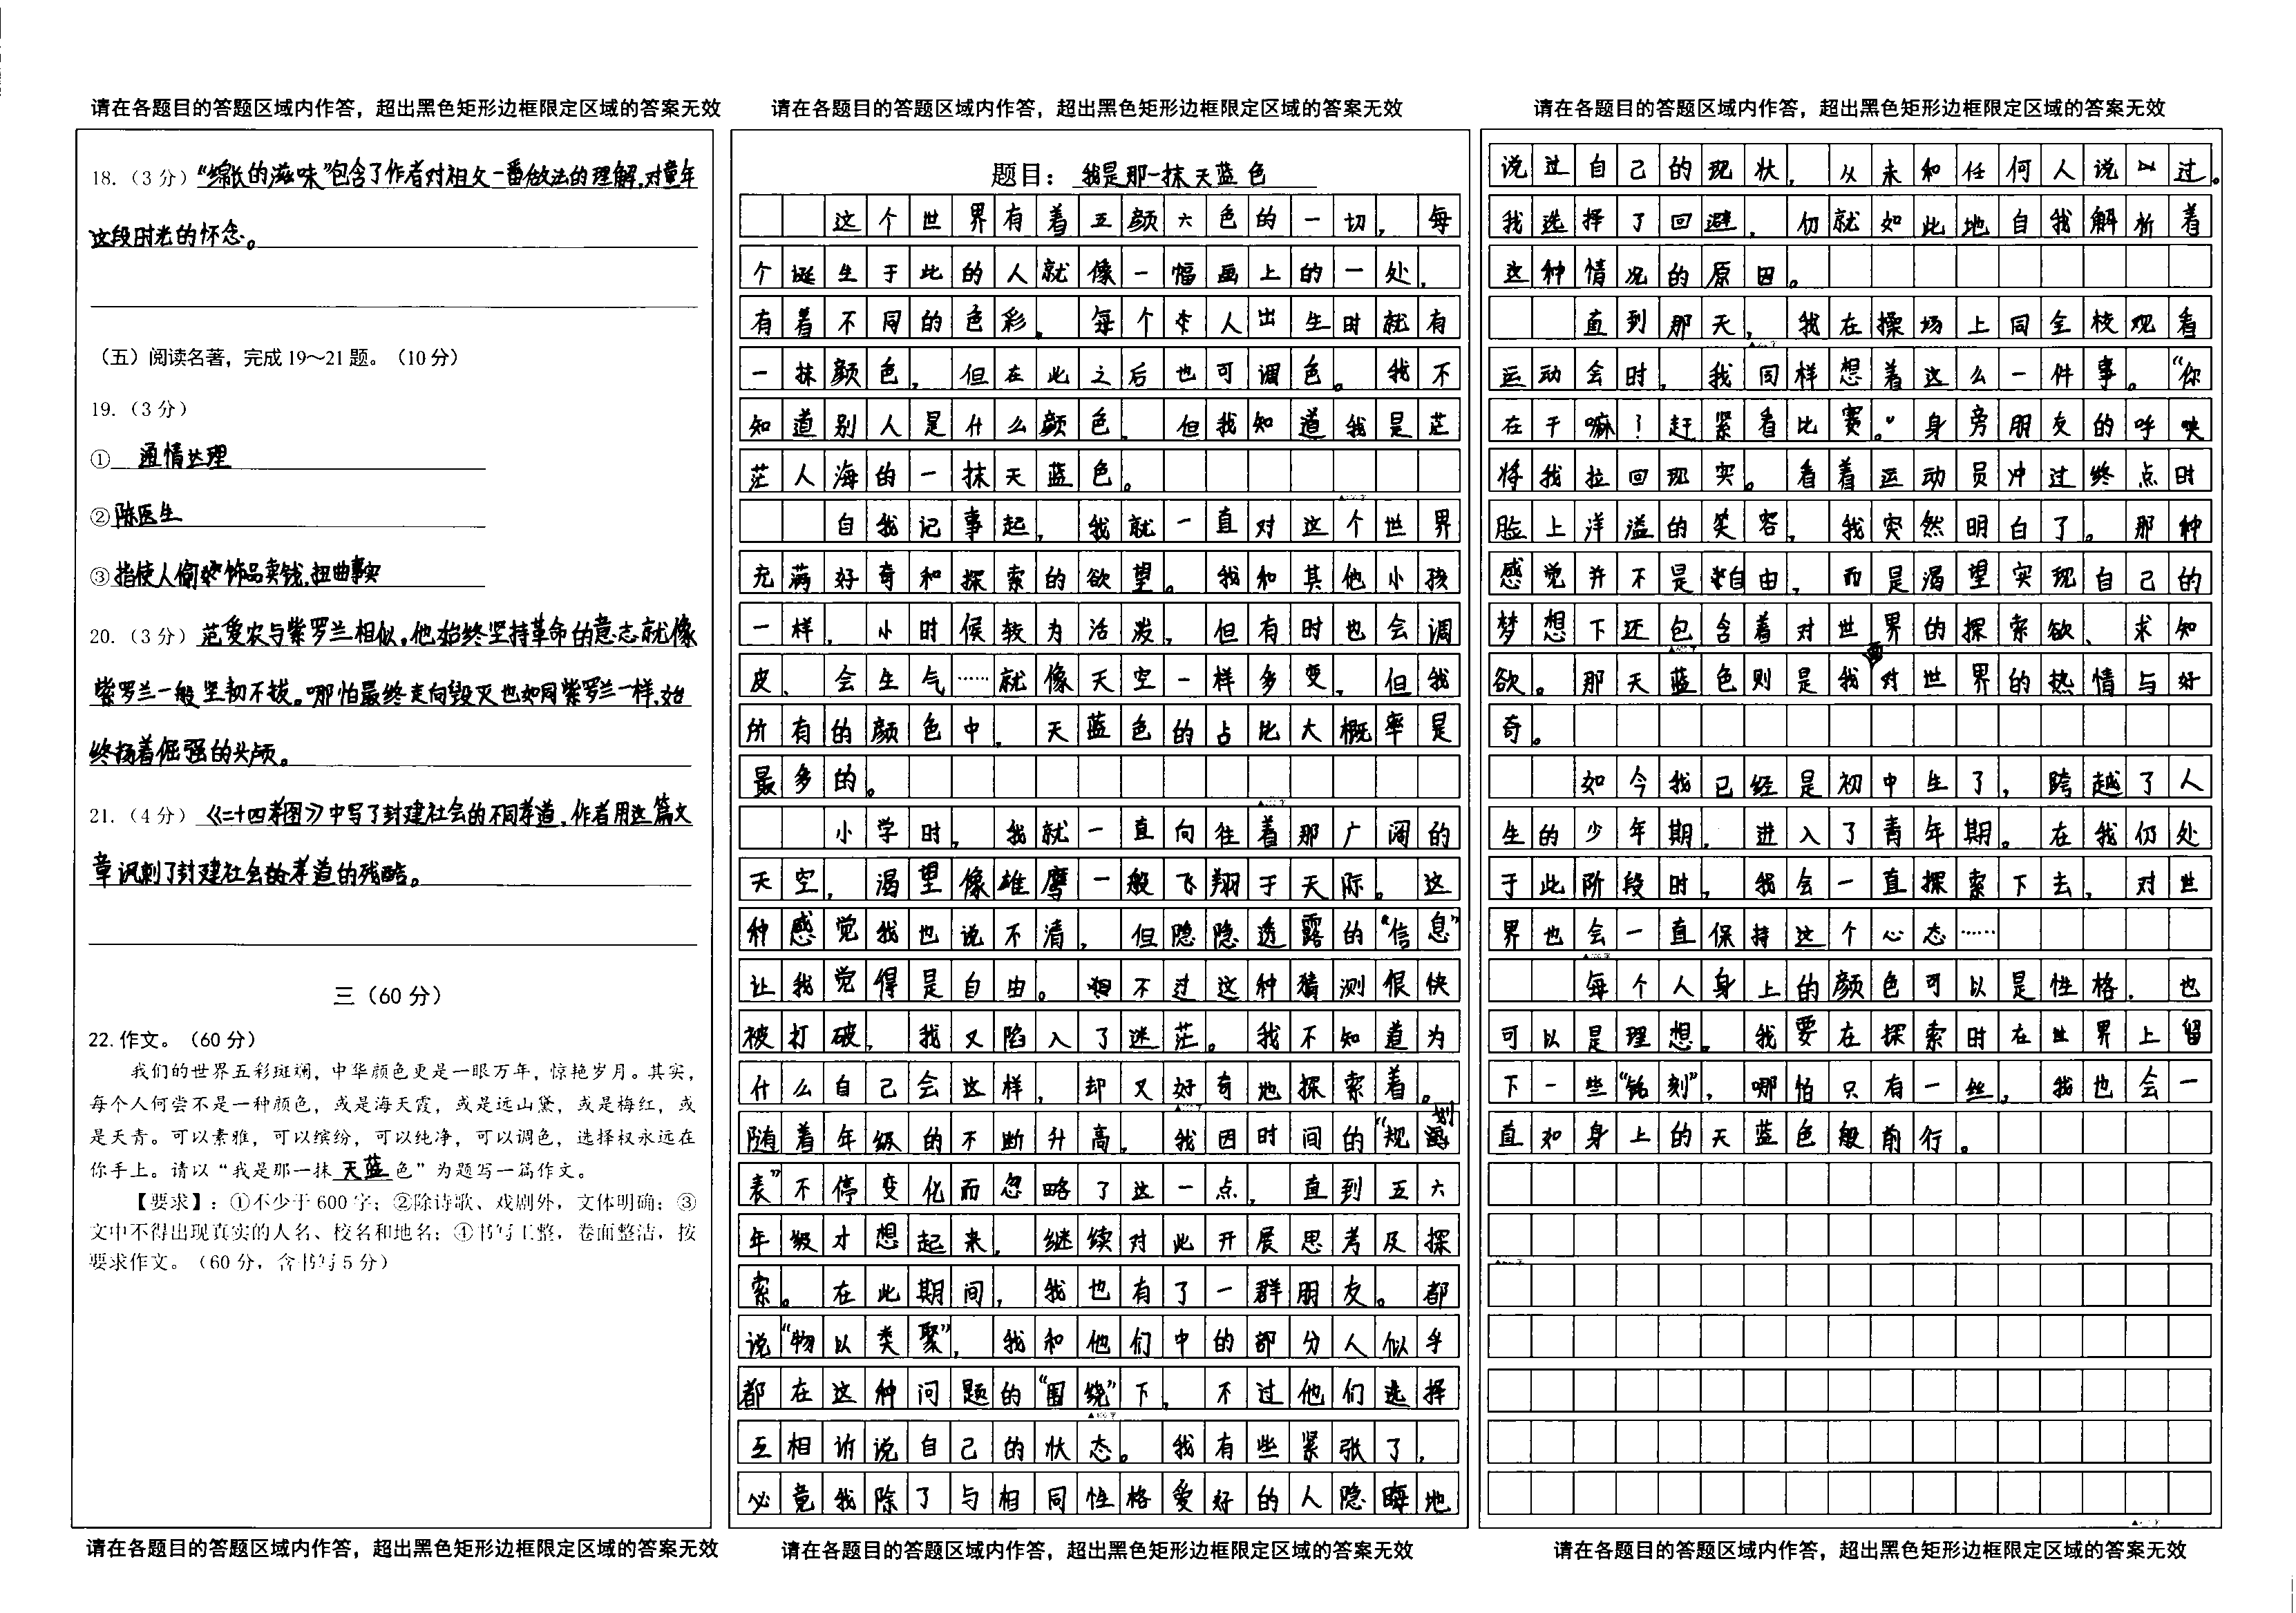 请在各题目的答题区域内作答，超出黑色矩形边框限定区域的答案无效
18.（3 分）“绵长的滋味”包含了作者对祖父一番做法的理解,对童年
这段时光的怀念。
（五）阅读名著，完成 19～21 题。（10 分）
19.（3 分）
① 通情达理
② 陈医生
③ 指使人偷 饰品卖钱,扭曲事实
20.（3 分）范爱农与紫罗兰相似,他始终坚持革命的意志就像
紫罗兰一般坚韧不拔。哪怕最终走向毁灭也如同紫罗兰一样,始
终扬着倔强的头颅。
21.（4 分）《二十四孝图》中写了封建社会的不同孝道,作者用这篇文
章讽刺了封建社会的孝道的残酷。
三（60 分）
22.作文。（60 分）
我们的世界五彩斑斓，中华颜色更是一眼万年，惊艳岁月。其实，
每个人何尝不是一种颜色，或是海天霞，或是远山黛，或是梅红，或
是天青。可以素雅，可以缤纷，可以纯净，可以调色，选择权永远在
你手上。请以“我是那一抹 天蓝 色”为题写一篇作文。
【要求】：①不少于 600 字；②除诗歌、戏剧外，文体明确；③
文中不得出现真实的人名、校名和地名；④书写工整，卷面整洁，按
要求作文。（60 分，含书写 5 分）
请在各题目的答题区域内作答，超出黑色矩形边框限定区域的答案无效
请在各题目的答题区域内作答，超出黑色矩形边框限定区域的答案无效
题目：我是那一抹天蓝色
这个世界有着五颜六色的一切，每
个诞生于此的人就像一幅画上的一处，
有着不同的色彩。每个人出生时就有
一抹颜色，但在此之后也可调色。我不
知道别人是什么颜色，但我知道我是茫
茫人海的一抹天蓝色。
自我记事起，我就一直对这个世界
充满好奇和探索的欲望。我和其他小孩
一样，小时候较为活泼，但有时也会调
皮、会生气……就像天空一样多变，但我
所有的颜色中，天蓝色的占比大概率是
最多的。
小学时，我就一直向往着那广阔的
天空，渴望像雄鹰一般飞翔于天际。这
种感觉我也说不清，但隐隐透露的“信息”
让我觉得是自由。不过这种猜测很快
被打破，我又陷入了迷茫。我不知道为
什么自己会这样，却又好奇地探索着。
随着年级的不断升高，我因时间的“规划
表”不停变化而忽略了这一点，直到五六
年级才想起来，继续对此开展思考及探
索。在此期间，我也有了一群朋友。都
说“物以类聚”，我和他们中的部分人似乎
都在这种问题的“围绕”下，不过他们选择
互相诉说自己的状态。我有些紧张了，
必竟我除了与相同性格爱好的人隐晦地
请在各题目的答题区域内作答，超出黑色矩形边框限定区域的答案无效
请在各题目的答题区域内作答，超出黑色矩形边框限定区域的答案无效
说过自己的现状，从未和任何人说过。
我选择了回避，仍就如此地自我解析着
这种情况的原因。
直到那天，我在操场上同全校观看
运动会时，我同样想着这么一件事。“你
在干嘛！赶紧看比赛。”身旁朋友的呼唤
将我拉回现实。看着运动员冲过终点时
脸上洋溢的笑容，我突然明白了。那种
感觉并不是自由，而是渴望实现自己的
梦想下还包含着对世界的探索欲、求知
欲。那天蓝色则是我对世界的热情与好
奇。
如今我已经是初中生了，跨越了人
生的少年期，进入了青年期。在我仍处
于此阶段时，我会一直探索下去，对世
界也会一直保持这个心态……
每个人身上的颜色可以是性格，也
可以是理想。我要在探索时在世界上留
下一些“铭刻”，哪怕只有一丝，我也会一
直和身上的天蓝色般前行。
请在各题目的答题区域内作答，超出黑色矩形边框限定区域的答案无效